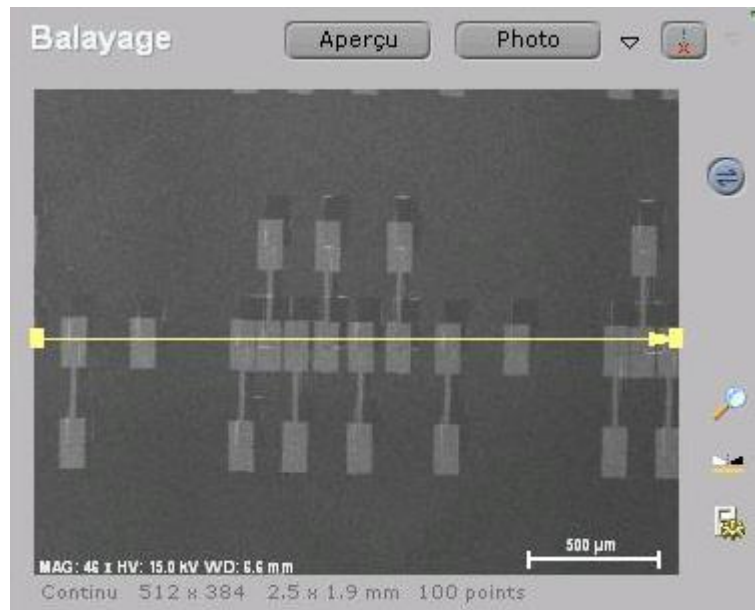 Balayage Aperçu Photo
500 µm
MAG: 46 x HV: 15.0 kV WD: 6.6 mm
Continu 512 x 384 2.5 x 1.9 mm 100 points